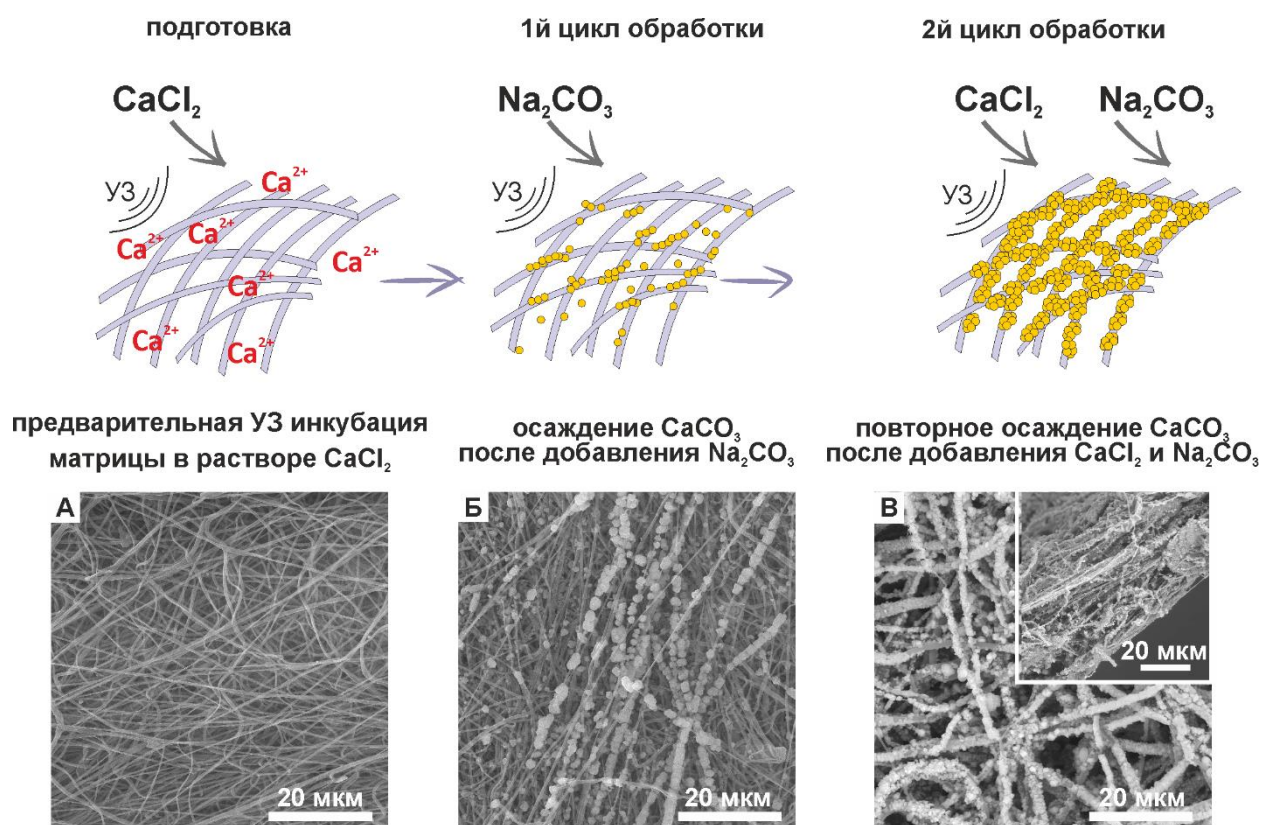 подготовка
1й цикл обработки
2й цикл обработки
CaCl₂
Na₂CO₃
CaCl₂
Na₂CO₃
УЗ
Ca²⁺
Ca²⁺
Ca²⁺
Ca²⁺
Ca²⁺
Ca²⁺
Ca²⁺
УЗ
предварительная УЗ инкубация
матрицы в растворе CaCl₂
осаждение CaCO₃
после добавления Na₂CO₃
повторное осаждение CaCO₃
после добавления CaCl₂ и Na₂CO₃
А
20 мкм
Б
20 мкм
В
20 мкм
20 мкм